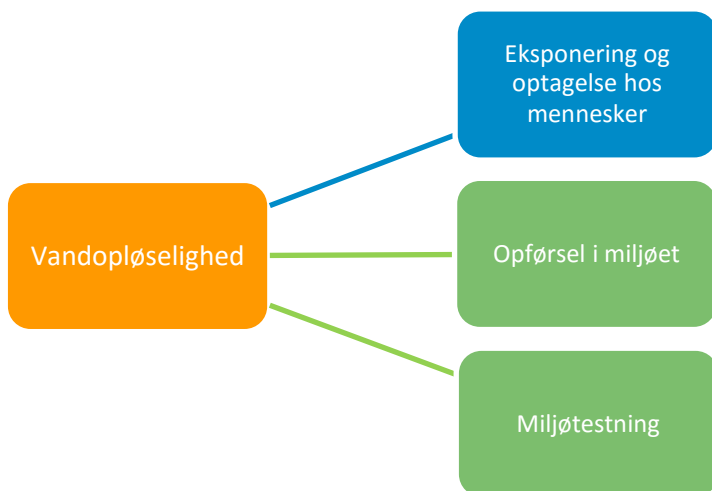 Eksponering og
optagelse hos
mennesker
Vandopløselighed
Opførsel i miljøet
Miljøtestning